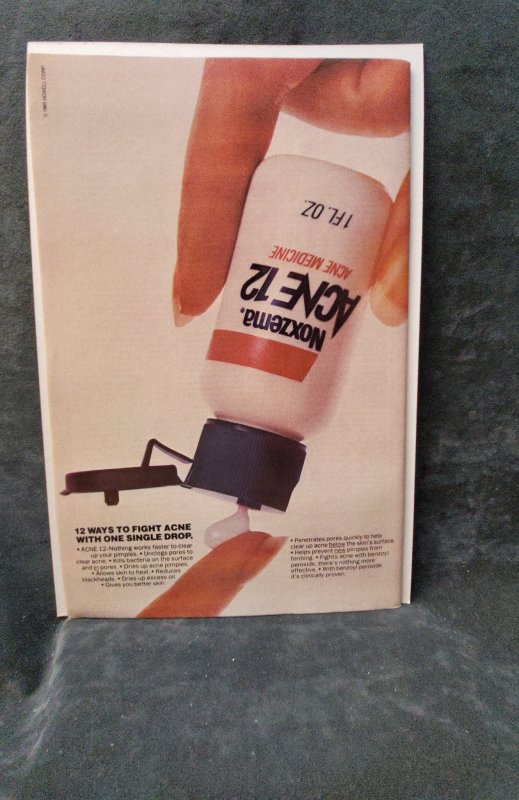 © 1985 NOXELL CORP.
1 FL. OZ.
ACNE MEDICINE
ACNE 12
Noxzema®
12 WAYS TO FIGHT ACNE
WITH ONE SINGLE DROP.
• ACNE 12-Nothing works faster to clear
up your pimples. • Unclogs pores to
clear acne. • Kills bacteria on the surface
and in pores. • Dries up acne pimples.
• Allows skin to heal. • Reduces
blackheads. • Dries up excess oil.
• Gives you better skin.
• Penetrates pores quickly to help
clear up acne below the skin's surface.
• Helps prevent new pimples from
forming. • Fights acne with benzoyl
peroxide, there's a nothing more
effective. • With benzoyl peroxide,
it's clinically proven.